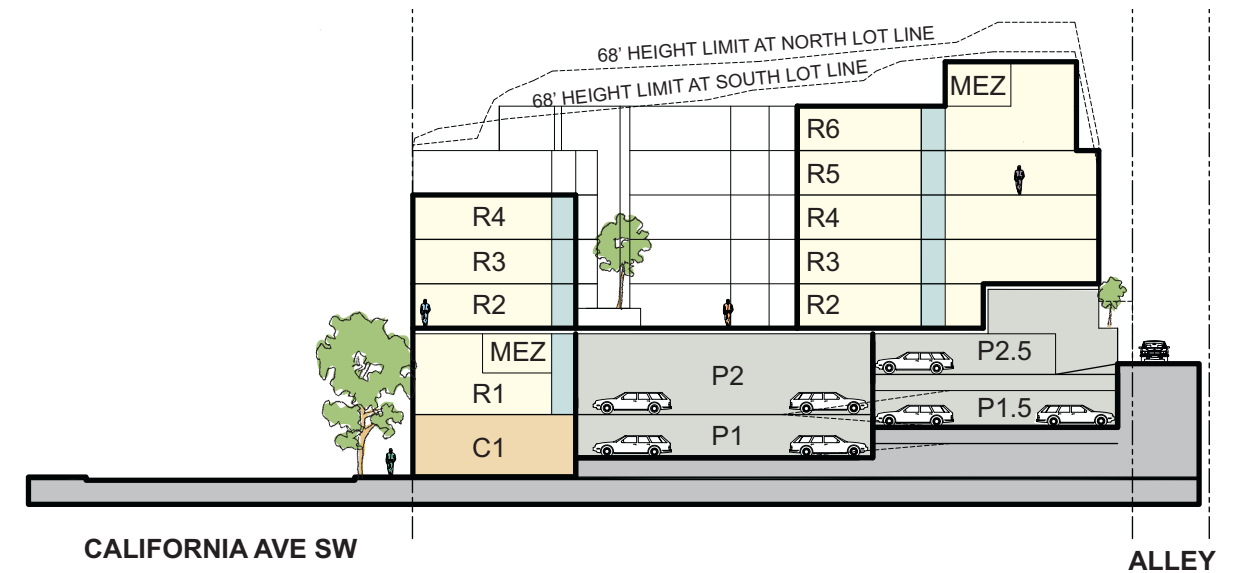 68' HEIGHT LIMIT AT NORTH LOT LINE
68' HEIGHT LIMIT AT SOUTH LOT LINE
MEZ
R6
R5
R4
R4
R3
R3
R2
R2
MEZ
R1
P2
P2.5
P1.5
P1
C1
CALIFORNIA AVE SW
ALLEY